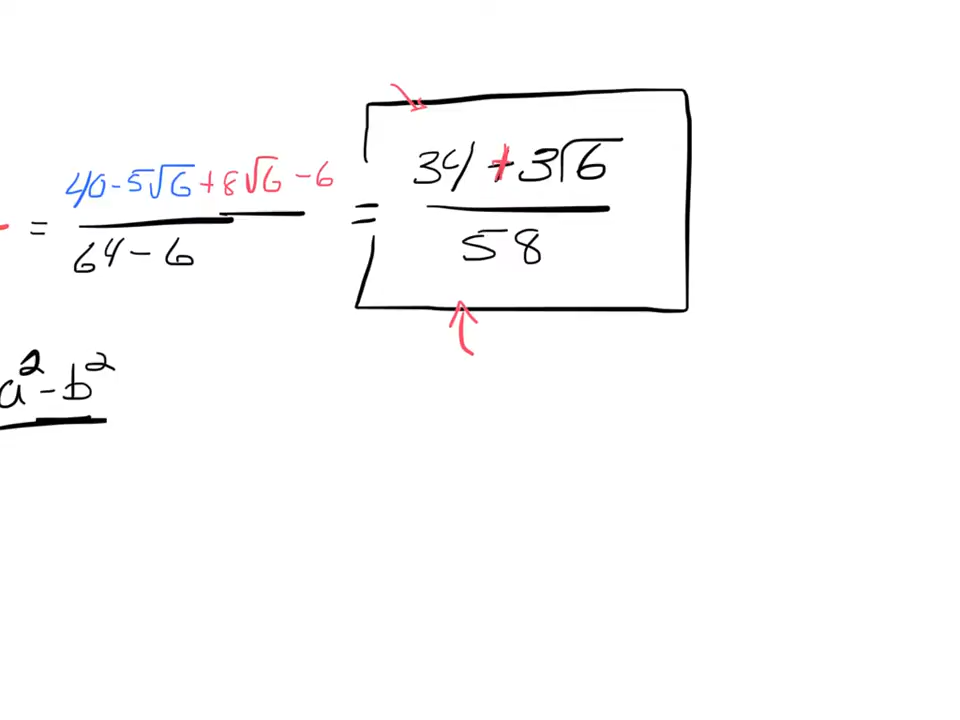 = 40-5√6+8√6-6 / 64-6 = 34+3√6 / 58
a²-b²